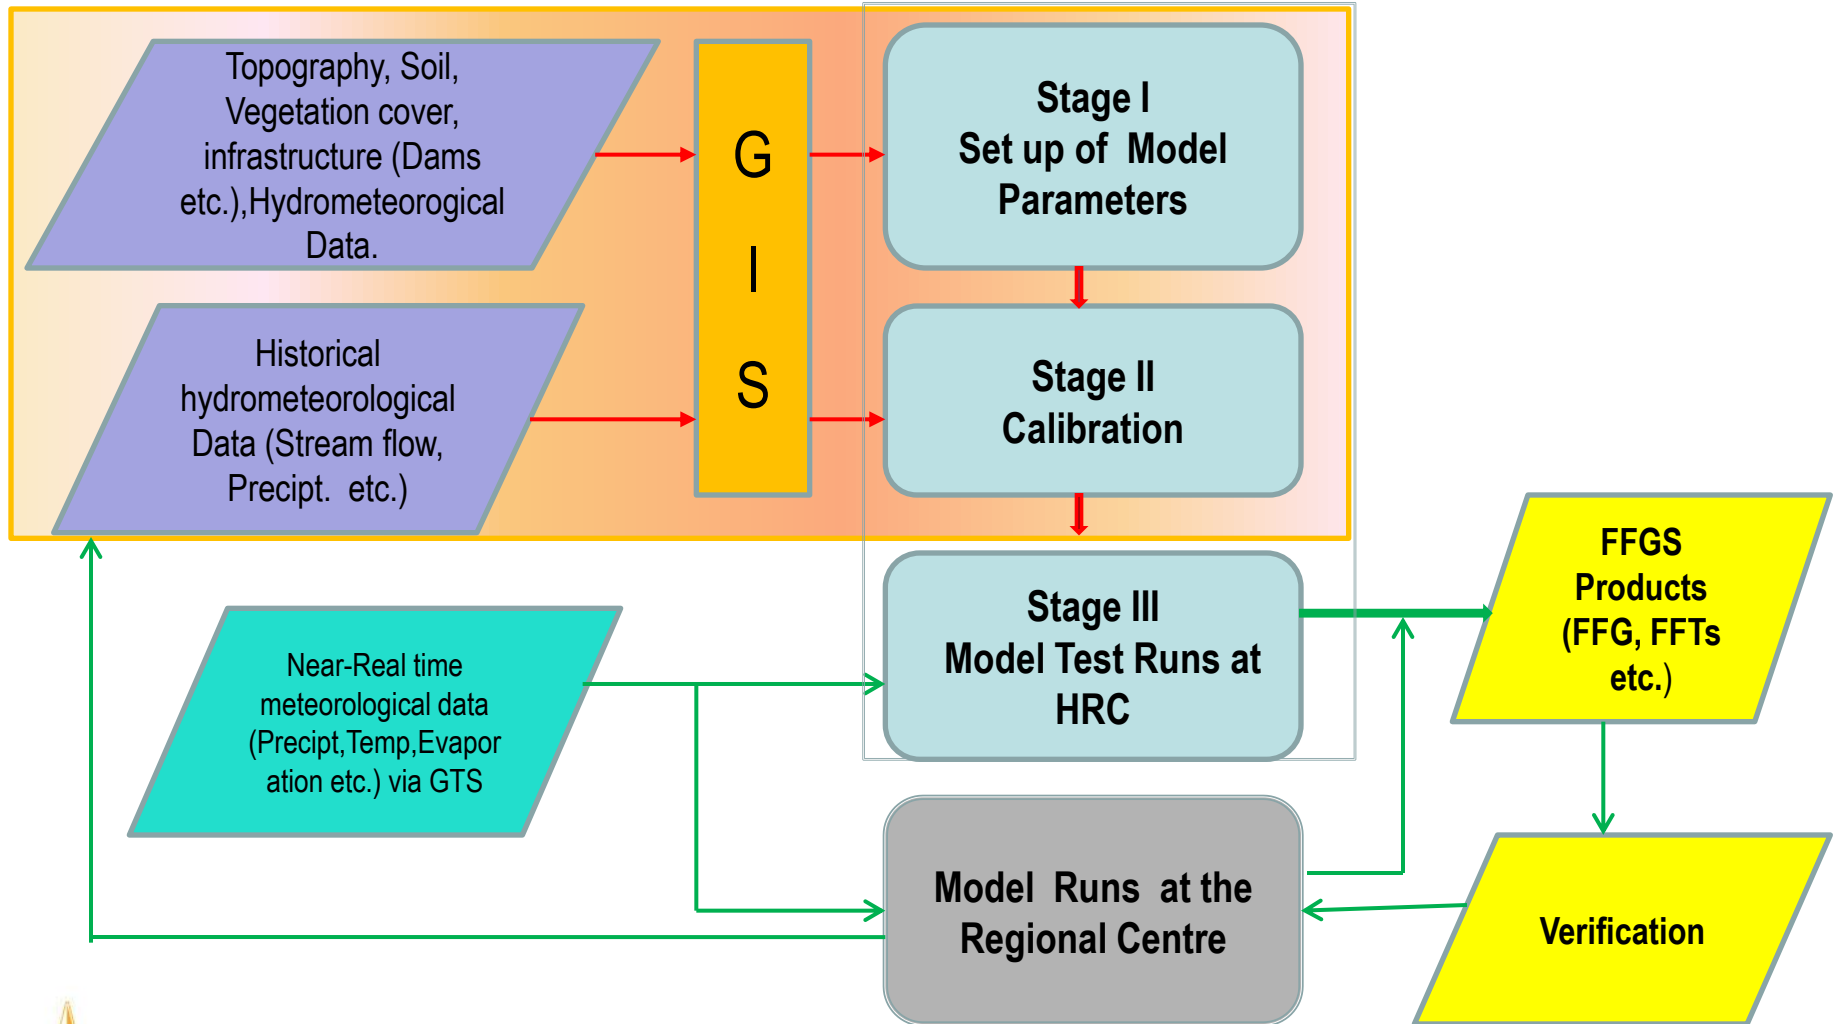 Topography, Soil,
Vegetation cover,
infrastructure (Dams
etc.),Hydrometeorogical
Data.
G
I
S
Stage I
Set up of Model
Parameters
Historical
hydrometeorological
Data (Stream flow,
Precipt. etc.)
Stage II
Calibration
FFGS
Products
(FFG, FFTs
etc.)
Near-Real time
meteorological data
(Precipt,Temp,Evapor
ation etc.) via GTS
Stage III
Model Test Runs at
HRC
Model Runs at the
Regional Centre
Verification